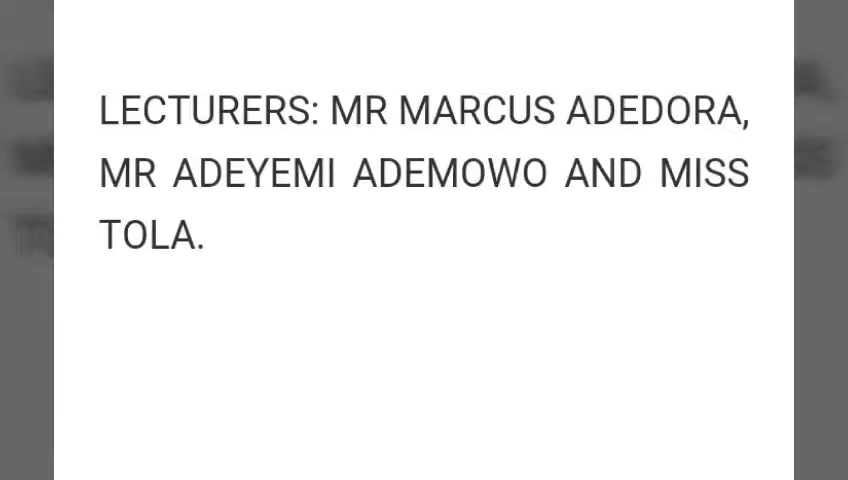 LECTURERS: MR MARCUS ADEDORA,
MR ADEYEMI ADEMOWO AND MISS
TOLA.